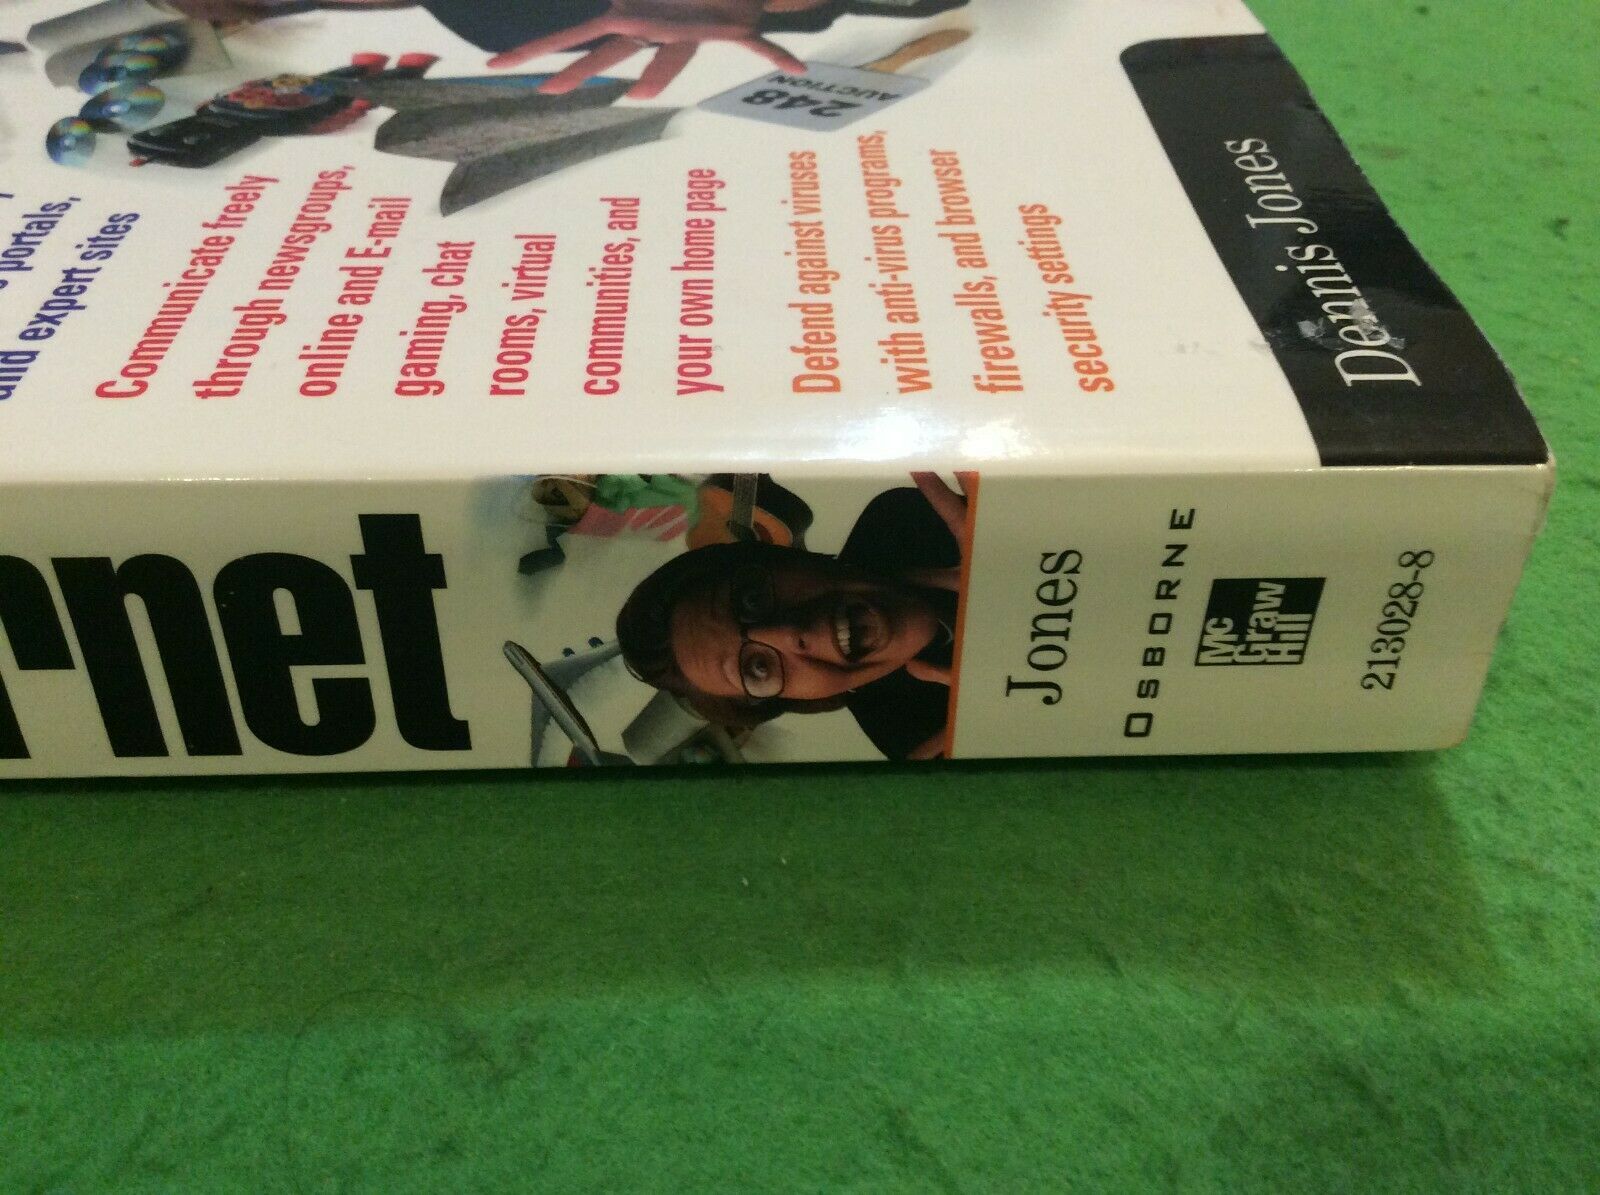 portals,
and expert sites
Communicate freely
through newsgroups,
online and E-mail
gaming, chat
rooms, virtual
communities, and
your own home page
Defend against viruses
with anti-virus programs,
firewalls, and browser
security settings
248
AUCTION
Dennis Jones
rnet
Jones
OSBORNE
Mc
Graw
Hill
213028-8